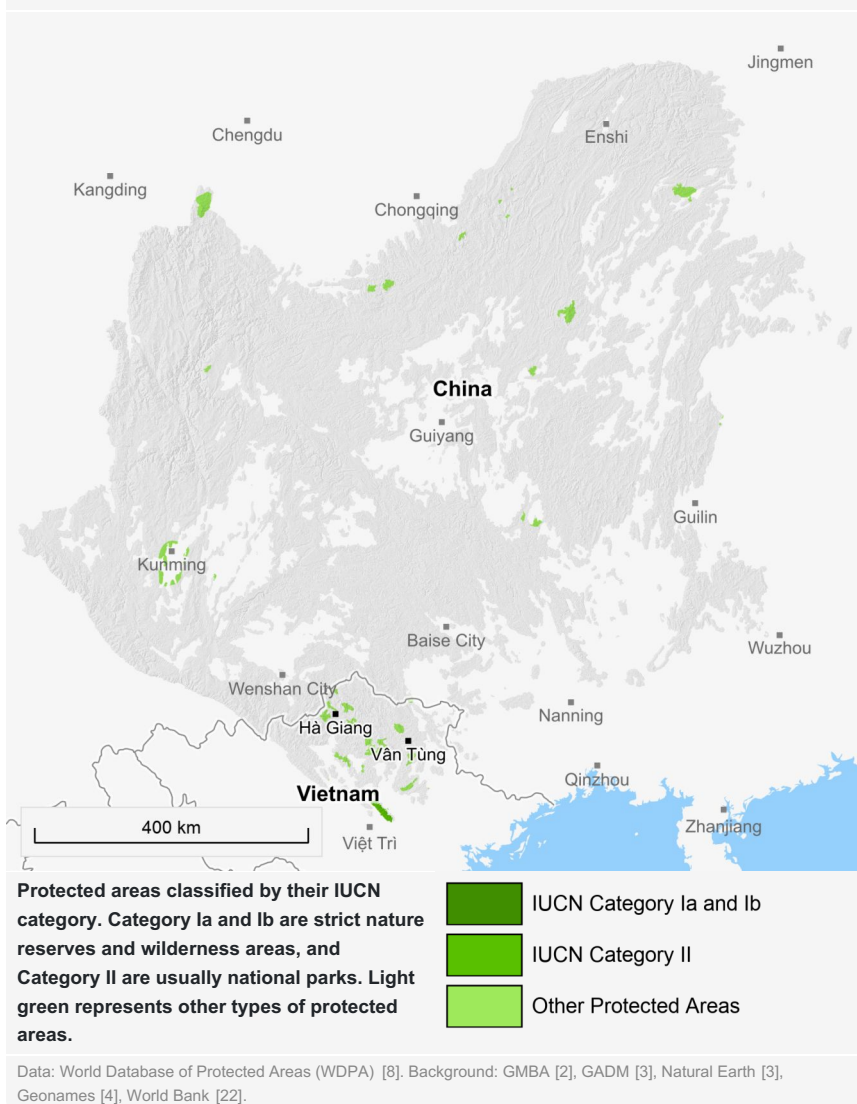 Jingmen
Chengdu
Enshi
Kangding
Chongqing
China
Guiyang
Guilin
Kunming
Baise City
Wuzhou
Wenshan City
Nanning
Hà Giang
Vân Tùng
Qinzhou
Vietnam
Zhanjiang
400 km
Việt Trì
Protected areas classified by their IUCN
category. Category Ia and Ib are strict nature
reserves and wilderness areas, and
Category II are usually national parks. Light
green represents other types of protected
areas.
IUCN Category Ia and Ib
IUCN Category II
Other Protected Areas
Data: World Database of Protected Areas (WDPA) [8]. Background: GMBA [2], GADM [3], Natural Earth [3],
Geonames [4], World Bank [22].